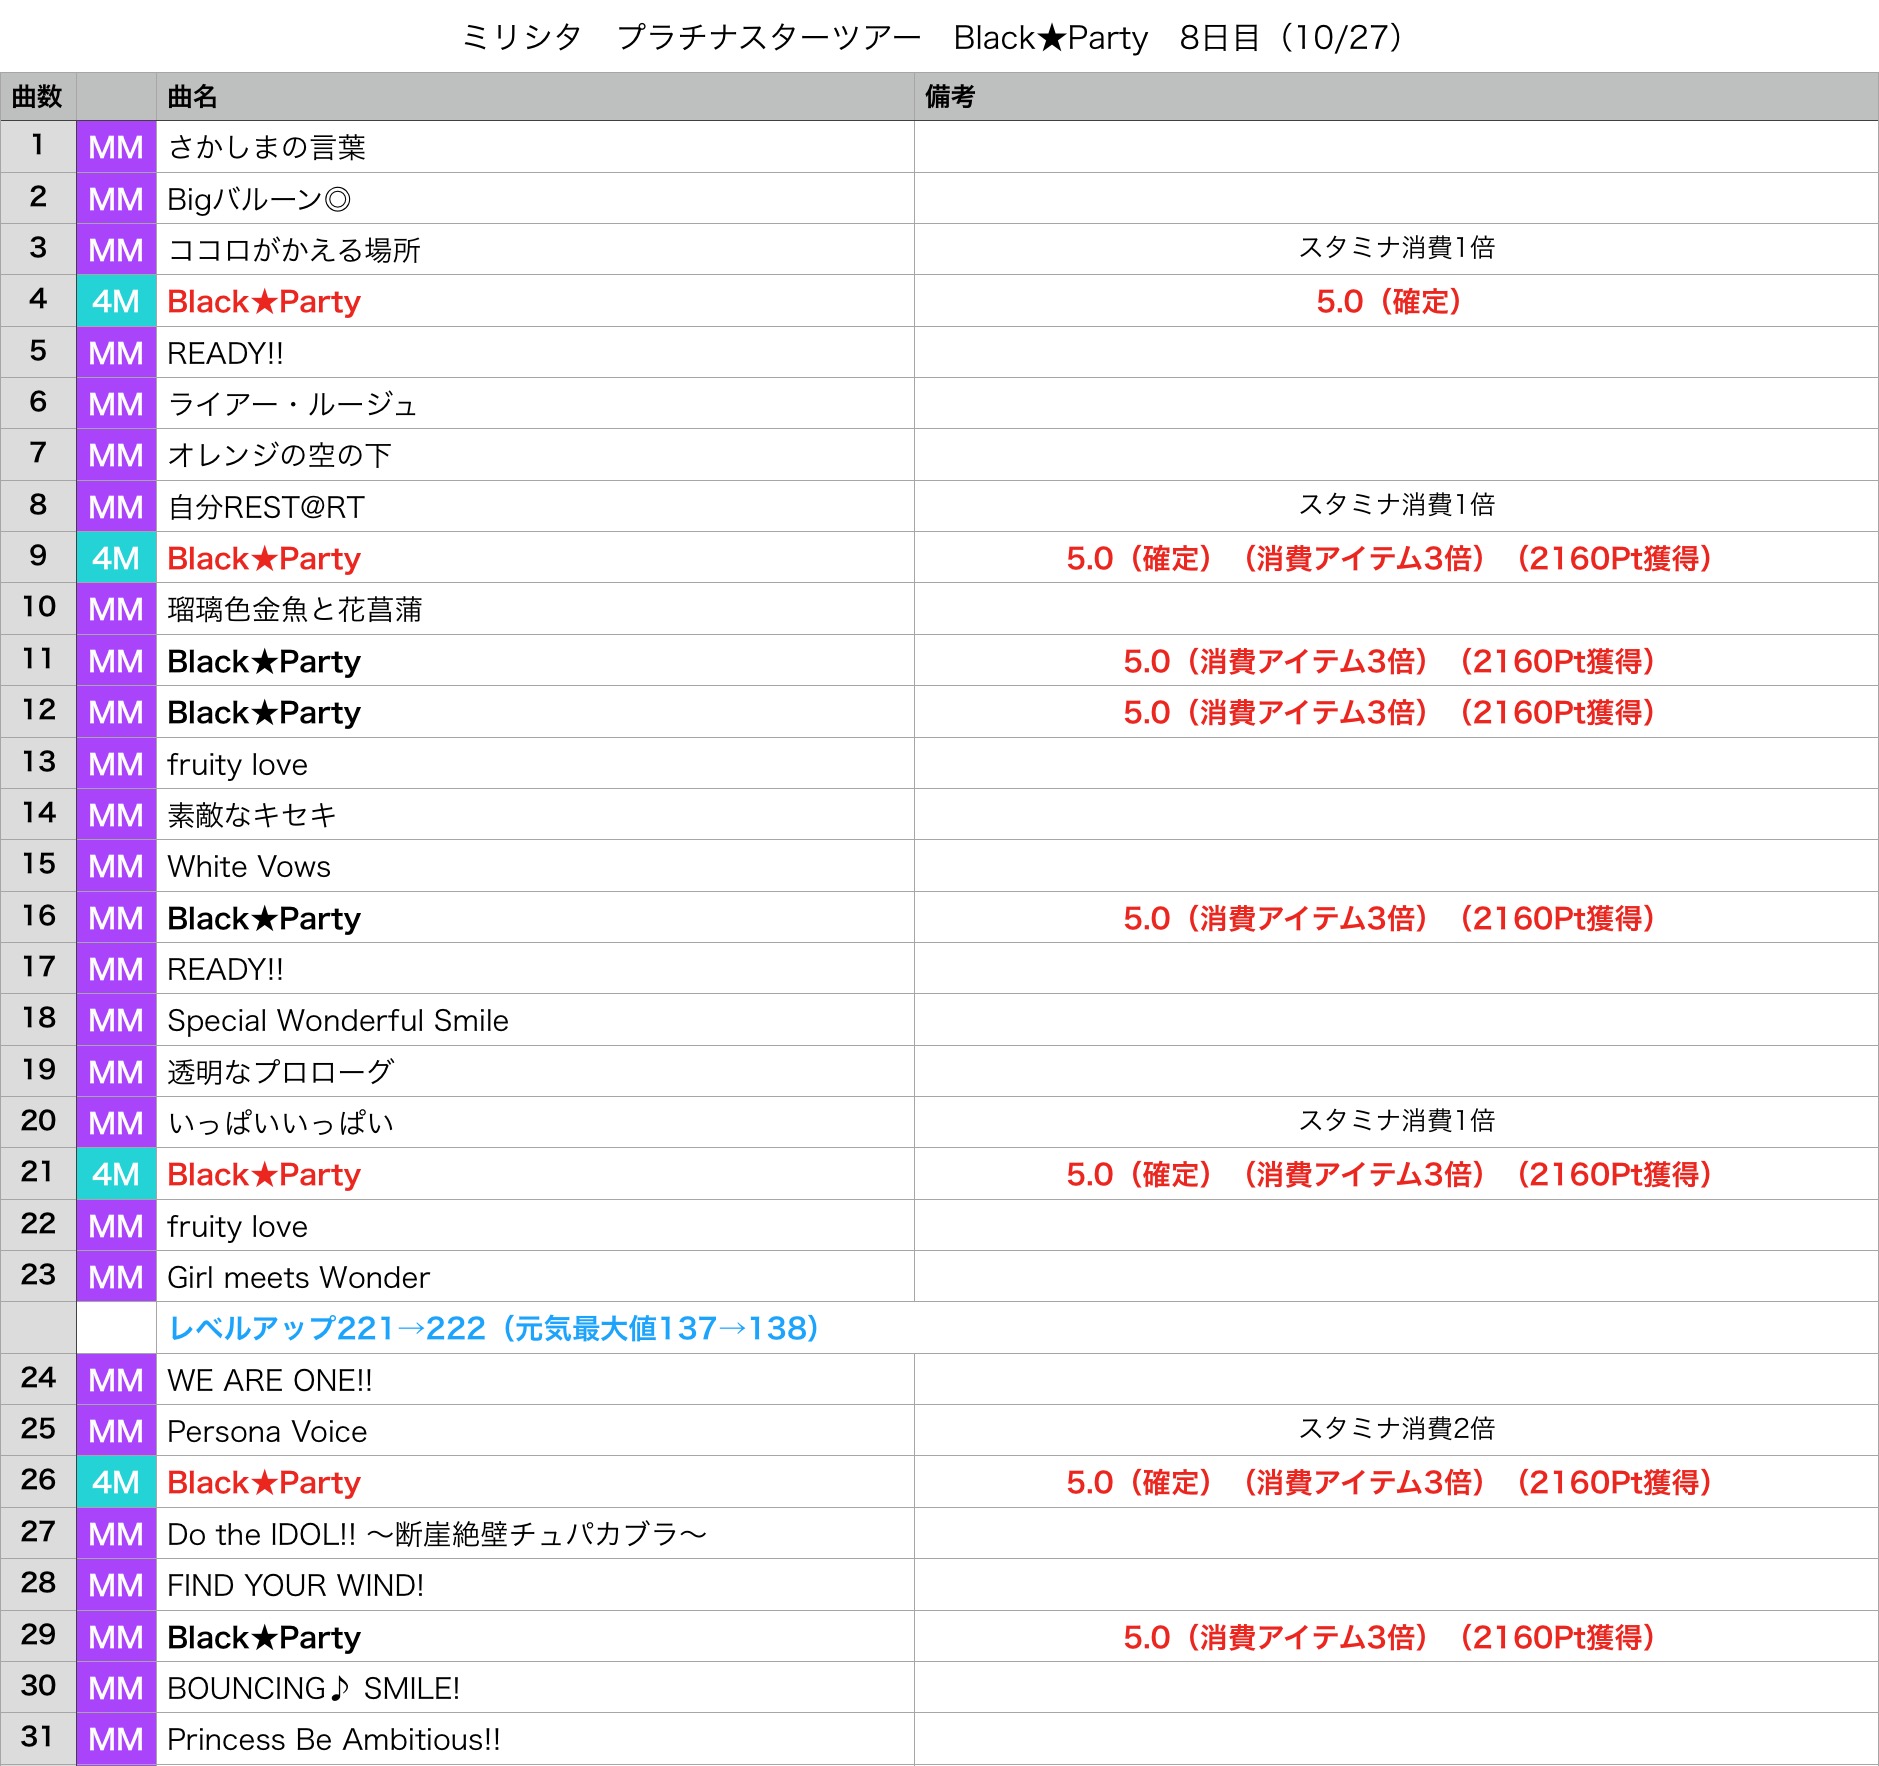 ミリシタ　プラチナスターツアー　Black★Party　8日目（10/27）
曲数 曲名 備考
1 MM さかしまの言葉
2 MM Bigバルーン◎
3 MM ココロがかえる場所 スタミナ消費1倍
4 4M Black★Party 5.0（確定）
5 MM READY!!
6 MM ライアー・ルージュ
7 MM オレンジの空の下
8 MM 自分REST@RT スタミナ消費1倍
9 4M Black★Party 5.0（確定）（消費アイテム3倍）（2160Pt獲得）
10 MM 瑠璃色金魚と花菖蒲
11 MM Black★Party 5.0（消費アイテム3倍）（2160Pt獲得）
12 MM Black★Party 5.0（消費アイテム3倍）（2160Pt獲得）
13 MM fruity love
14 MM 素敵なキセキ
15 MM White Vows
16 MM Black★Party 5.0（消費アイテム3倍）（2160Pt獲得）
17 MM READY!!
18 MM Special Wonderful Smile
19 MM 透明なプロローグ
20 MM いっぱいいっぱい スタミナ消費1倍
21 4M Black★Party 5.0（確定）（消費アイテム3倍）（2160Pt獲得）
22 MM fruity love
23 MM Girl meets Wonder
レベルアップ221→222（元気最大値137→138）
24 MM WE ARE ONE!!
25 MM Persona Voice スタミナ消費2倍
26 4M Black★Party 5.0（確定）（消費アイテム3倍）（2160Pt獲得）
27 MM Do the IDOL!! 〜断崖絶壁チュパカブラ〜
28 MM FIND YOUR WIND!
29 MM Black★Party 5.0（消費アイテム3倍）（2160Pt獲得）
30 MM BOUNCING♪ SMILE!
31 MM Princess Be Ambitious!!